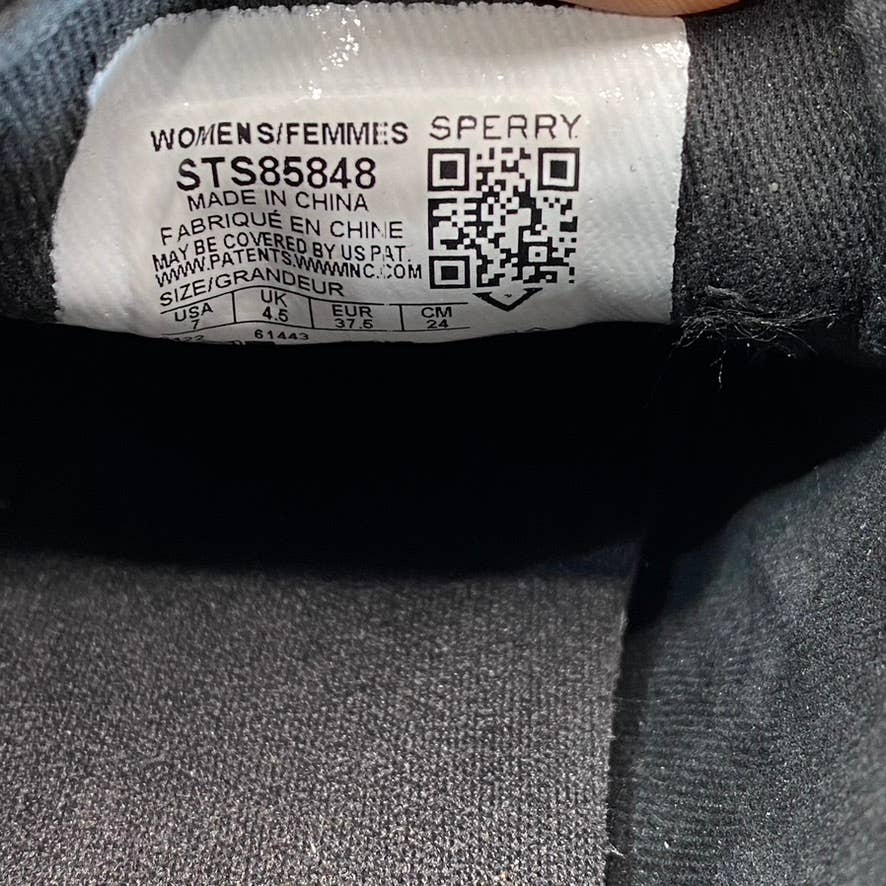 WOMENS/FEMMES SPERRY
STS85848
MADE IN CHINA
FABRIQUÉ EN CHINE
MAY BE COVERED BY US PAT.
WWW.PATENTS.WWWINC.COM
SIZE/GRANDEUR
USA UK EUR CM
7 4.5 37.5 24
61443